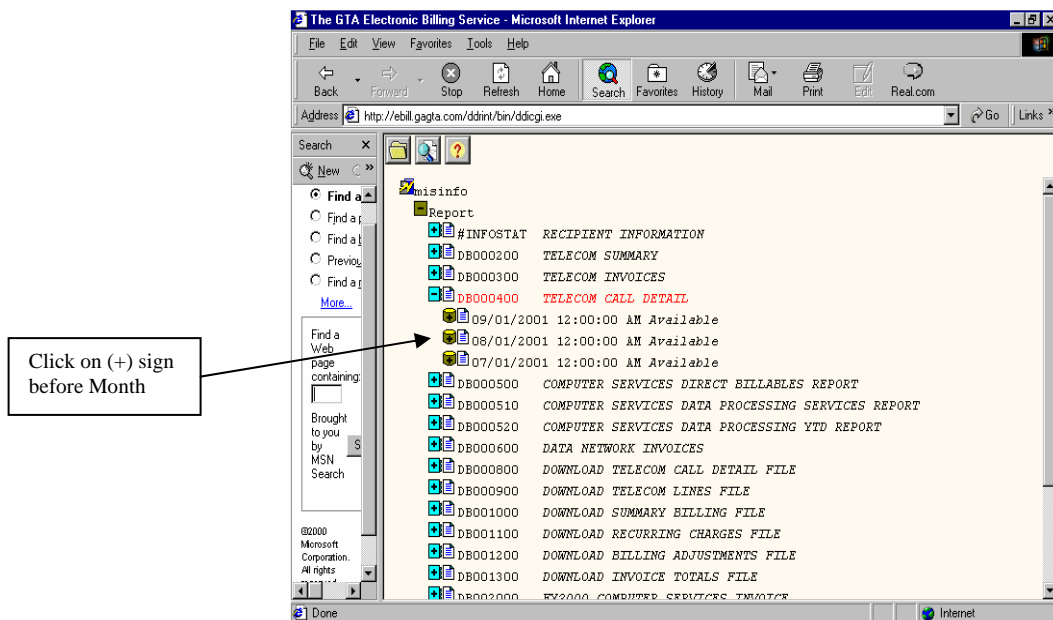 The GTA Electronic Billing Service - Microsoft Internet Explorer
File Edit View Favorites Tools Help
Back Forward Stop Refresh Home Search Favorites History Mail Print Edit Real.com
Address http://ebill.gagta.com/ddrint/bin/ddicgi.exe Go Links
Search
New
Find a
Find a
Find a
Previou
Find a
More...
Find a
Web
page
containing:
Brought
to you
by S
MSN
Search
©2000
Microsoft
Corporation.
All rights
misinfo
Report
#INFOSTAT RECIPIENT INFORMATION
DB000200 TELECOM SUMMARY
DB000300 TELECOM INVOICES
DB000400 TELECOM CALL DETAIL
09/01/2001 12:00:00 AM Available
08/01/2001 12:00:00 AM Available
07/01/2001 12:00:00 AM Available
DB000500 COMPUTER SERVICES DIRECT BILLABLES REPORT
DB000510 COMPUTER SERVICES DATA PROCESSING SERVICES REPORT
DB000520 COMPUTER SERVICES DATA PROCESSING YTD REPORT
DB000600 DATA NETWORK INVOICES
DB000800 DOWNLOAD TELECOM CALL DETAIL FILE
DB000900 DOWNLOAD TELECOM LINES FILE
DB001000 DOWNLOAD SUMMARY BILLING FILE
DB001100 DOWNLOAD RECURRING CHARGES FILE
DB001200 DOWNLOAD BILLING ADJUSTMENTS FILE
DB001300 DOWNLOAD INVOICE TOTALS FILE
DB002000 FY2000 COMPUTER SERVICES INVOICE
Done Internet
Click on (+) sign
before Month